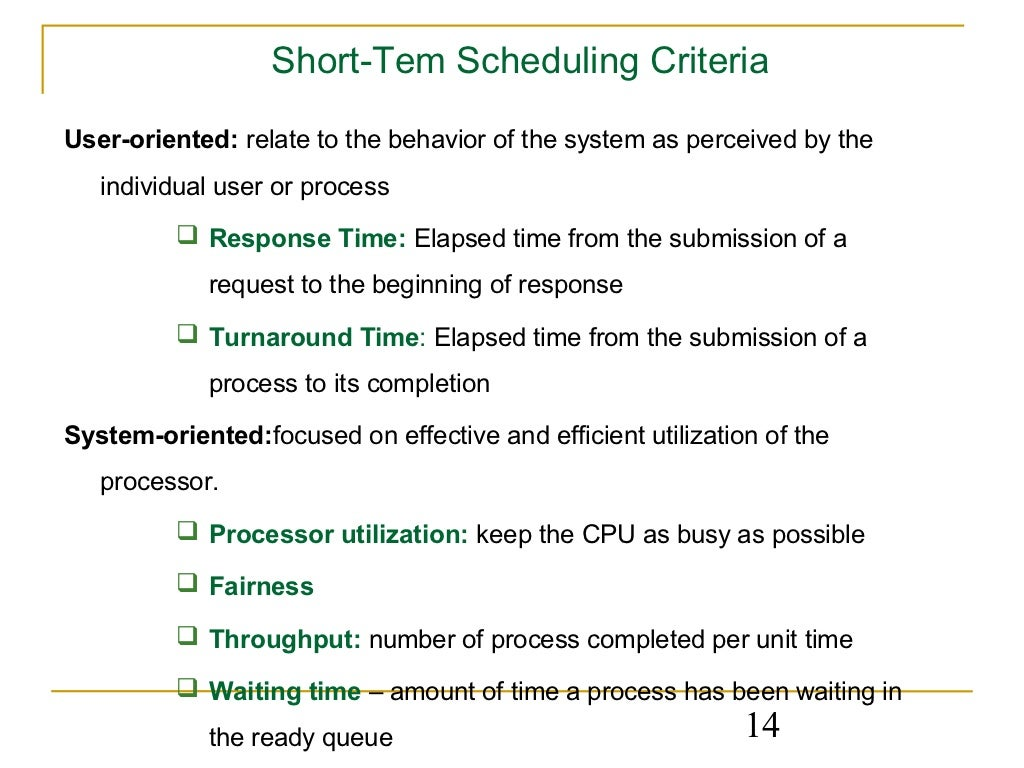 Short-Tem Scheduling Criteria
User-oriented: relate to the behavior of the system as perceived by the
individual user or process
❑ Response Time: Elapsed time from the submission of a
request to the beginning of response
❑ Turnaround Time: Elapsed time from the submission of a
process to its completion
System-oriented:focused on effective and efficient utilization of the
processor.
❑ Processor utilization: keep the CPU as busy as possible
❑ Fairness
❑ Throughput: number of process completed per unit time
❑ Waiting time – amount of time a process has been waiting in
the ready queue
14